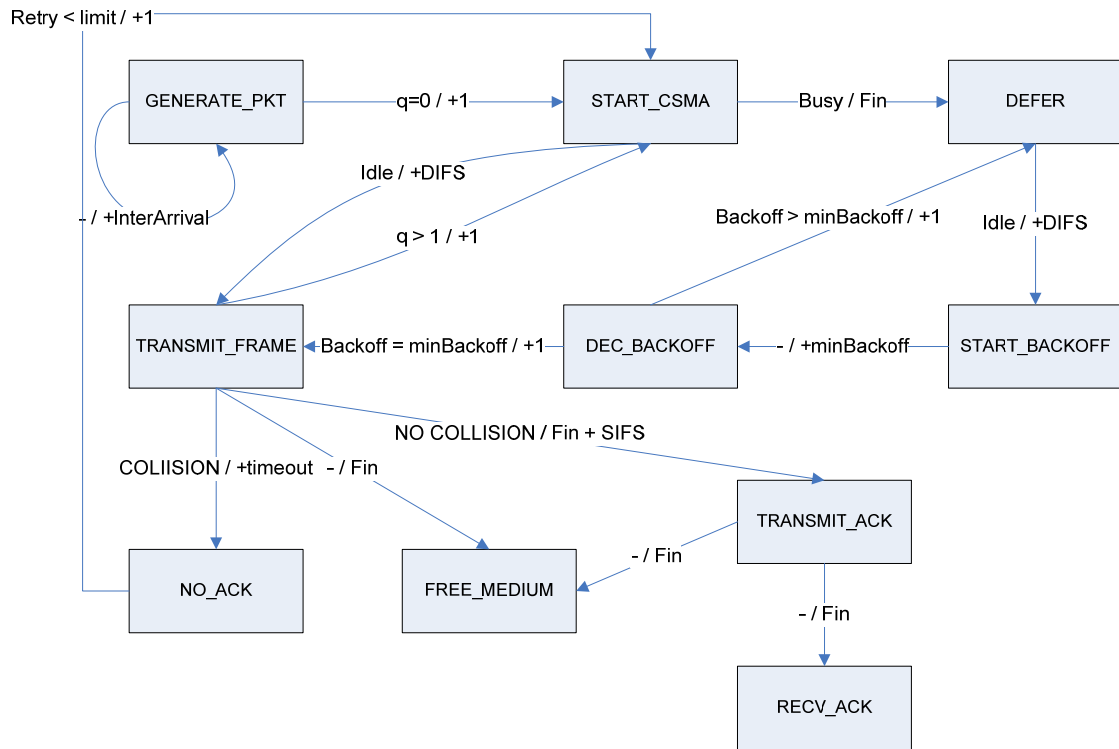 Retry < limit / +1
GENERATE_PKT
q=0 / +1
START_CSMA
Busy / Fin
DEFER
Idle / +DIFS
- / +InterArrival
q > 1 / +1
Backoff > minBackoff / +1
Idle / +DIFS
TRANSMIT_FRAME
Backoff = minBackoff / +1
DEC_BACKOFF
- / +minBackoff
START_BACKOFF
NO COLLISION / Fin + SIFS
COLIISION / +timeout
- / Fin
TRANSMIT_ACK
- / Fin
NO_ACK
FREE_MEDIUM
- / Fin
RECV_ACK